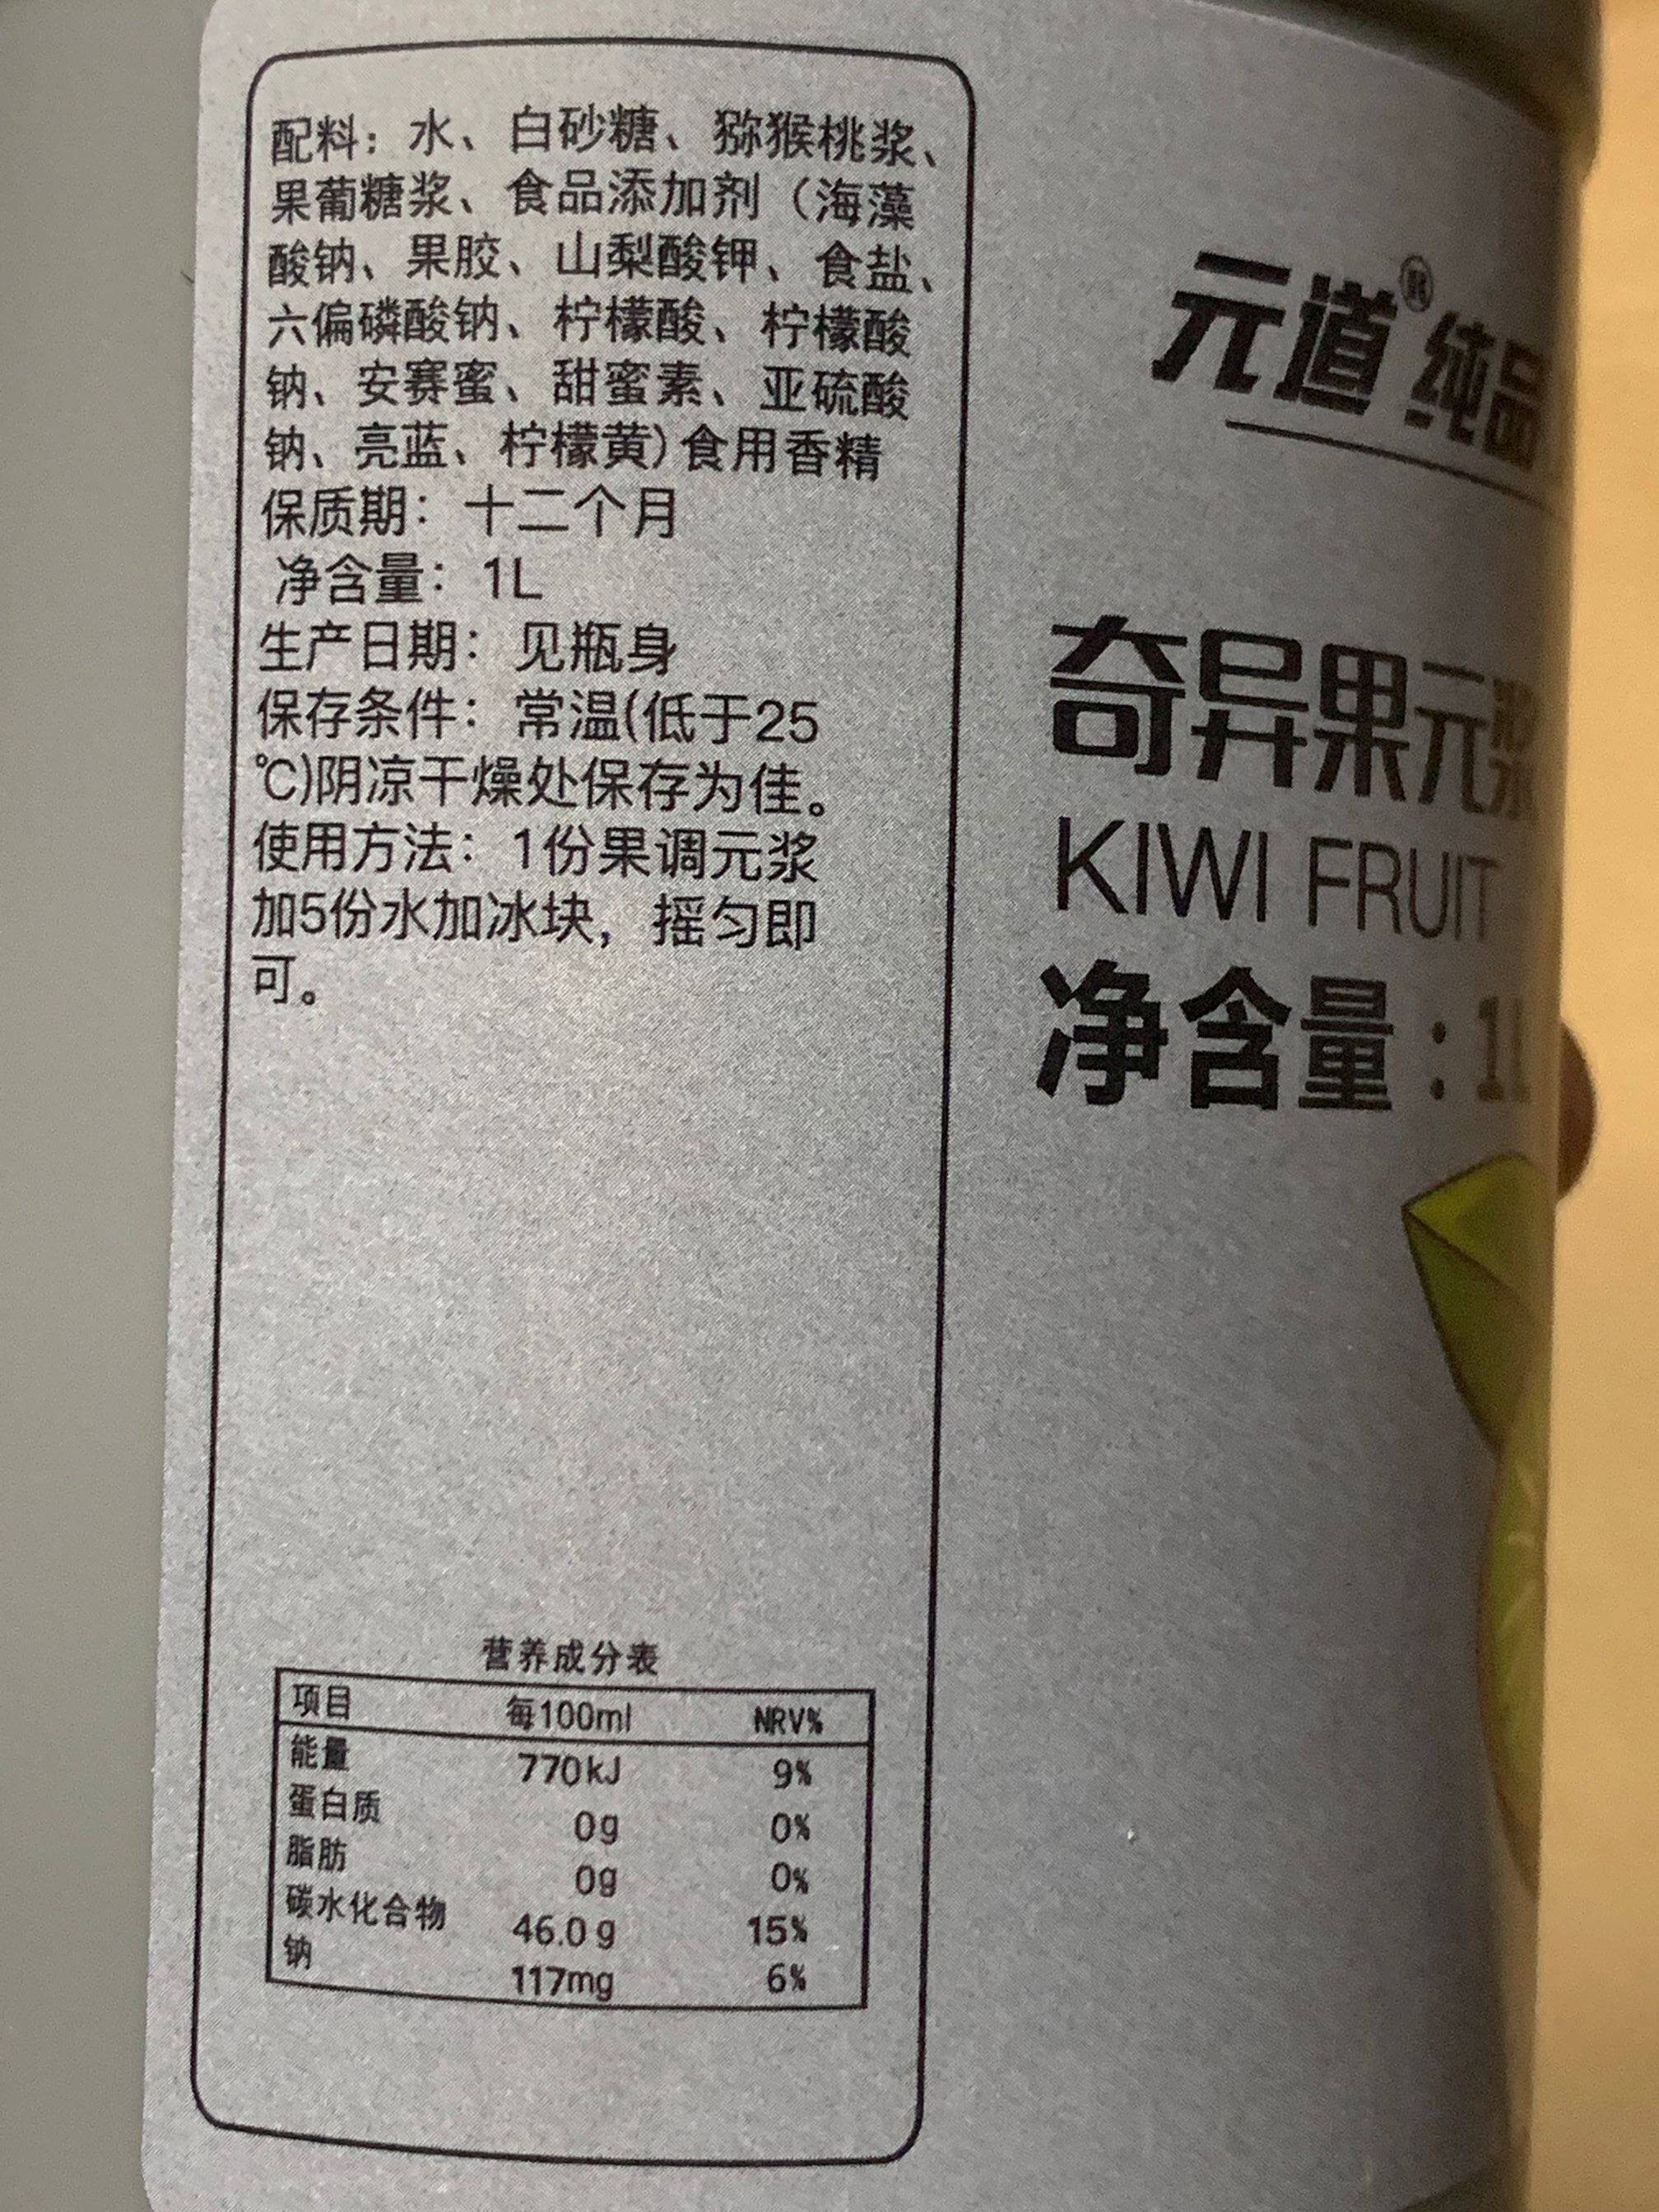 配料：水、白砂糖、猕猴桃浆、
果葡糖浆、食品添加剂（海藻
酸钠、果胶、山梨酸钾、食盐、
六偏磷酸钠、柠檬酸、柠檬酸
钠、安赛蜜、甜蜜素、亚硫酸
钠、亮蓝、柠檬黄)食用香精
保质期：十二个月
净含量：1L
生产日期：见瓶身
保存条件：常温(低于25
℃)阴凉干燥处保存为佳。
使用方法：1份果调元浆
加5份水加冰块，摇匀即
可。
营养成分表
项目 每100ml NRV%
能量 770kJ 9%
蛋白质 0g 0%
脂肪 0g 0%
碳水化合物 46.0g 15%
钠 117mg 6%
元道® 纯品
奇异果元浆
KIWI FRUIT
净含量：1L